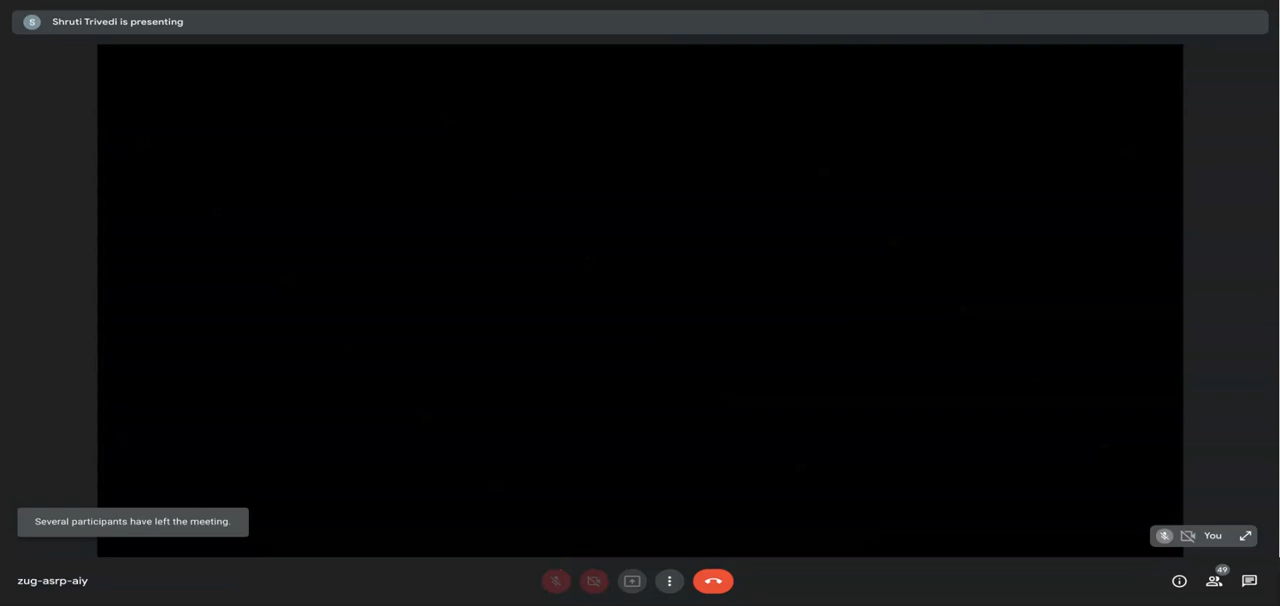 S Shruti Trivedi is presenting
Several participants have left the meeting.
You
zug-asrp-aiy
49